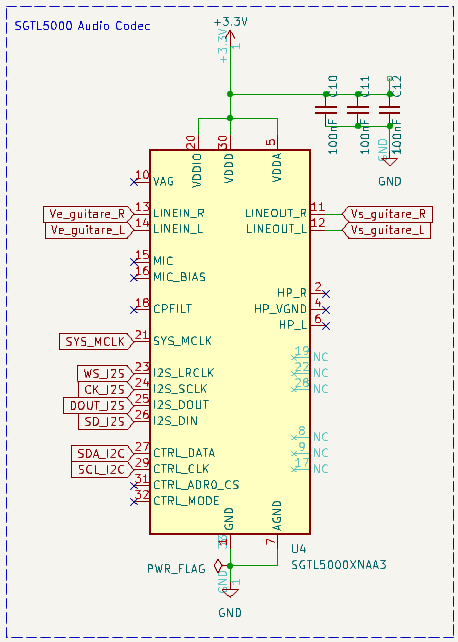 SGTL5000 Audio Codec
+3.3V
+3.3V
1
C10
C11
C12
100nF
100nF
100nF
GND
GND
20
30
5
VDDIO
VDDD
VDDA
10
VAG
Ve_guitare_R
13
LINEIN_R
LINEOUT_R
11
Vs_guitare_R
Ve_guitare_L
14
LINEIN_L
LINEOUT_L
12
Vs_guitare_L
15
MIC
16
MIC_BIAS
HP_R
2
18
CPFILT
HP_VGND
4
HP_L
6
SYS_MCLK
21
SYS_MCLK
19
NC
WS_I2S
23
I2S_LRCLK
22
NC
CK_I2S
24
I2S_SCLK
28
NC
DOUT_I2S
25
I2S_DOUT
SD_I2S
26
I2S_DIN
8
NC
SDA_I2C
27
CTRL_DATA
9
NC
SCL_I2C
29
CTRL_CLK
17
NC
31
CTRL_ADR0_CS
32
CTRL_MODE
GND
AGND
1
7
U4
SGTL5000XNAA3
PWR_FLAG
GND
1
GND